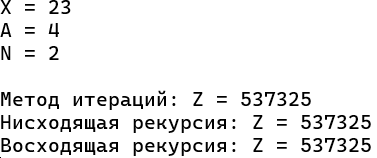 X = 23
A = 4
N = 2
Метод итераций: Z = 537325
Нисходящая рекурсия: Z = 537325
Восходящая рекурсия: Z = 537325